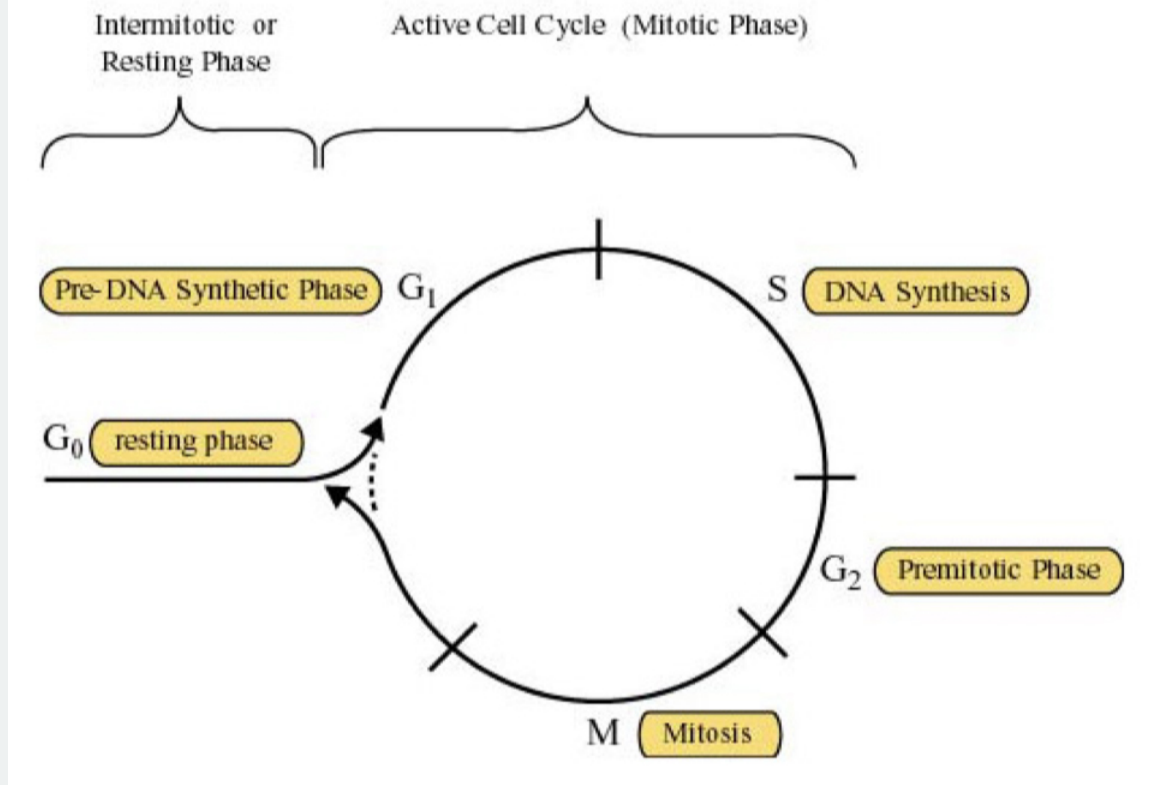 Intermitotic or
Resting Phase
Active Cell Cycle (Mitotic Phase)
Pre-DNA Synthetic Phase G₁
S DNA Synthesis
G₀ resting phase
G₂ Premitotic Phase
M Mitosis